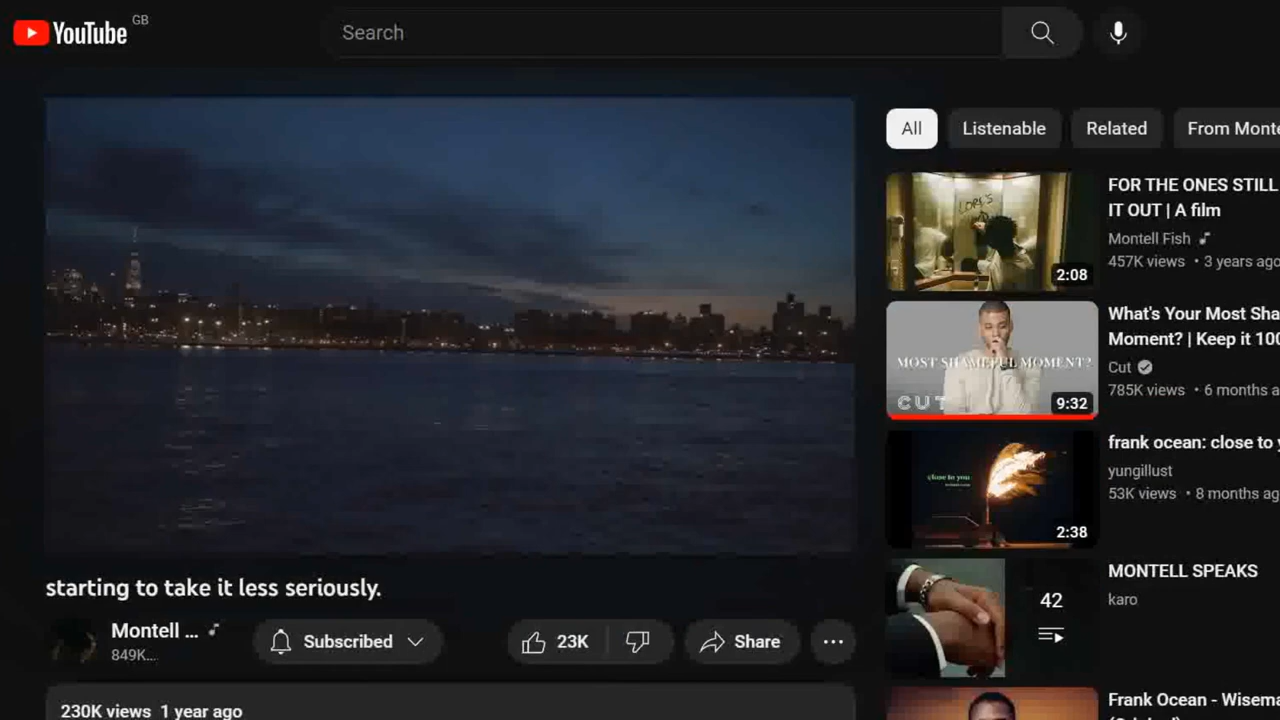 YouTube GB
Search
All
Listenable
Related
From Monte
starting to take it less seriously.
Montell ...
849K...
Subscribed
23K
Share
230K views 1 year ago
2:08
FOR THE ONES STILL
IT OUT | A film
Montell Fish
457K views • 3 years ago
MOST SHAMEFUL MOMENT?
CUT
9:32
What's Your Most Sha
Moment? | Keep it 100
Cut
785K views • 6 months a
close to you
2:38
frank ocean: close to y
yungillust
53K views • 8 months ag
42
MONTELL SPEAKS
karo
Frank Ocean - Wisema